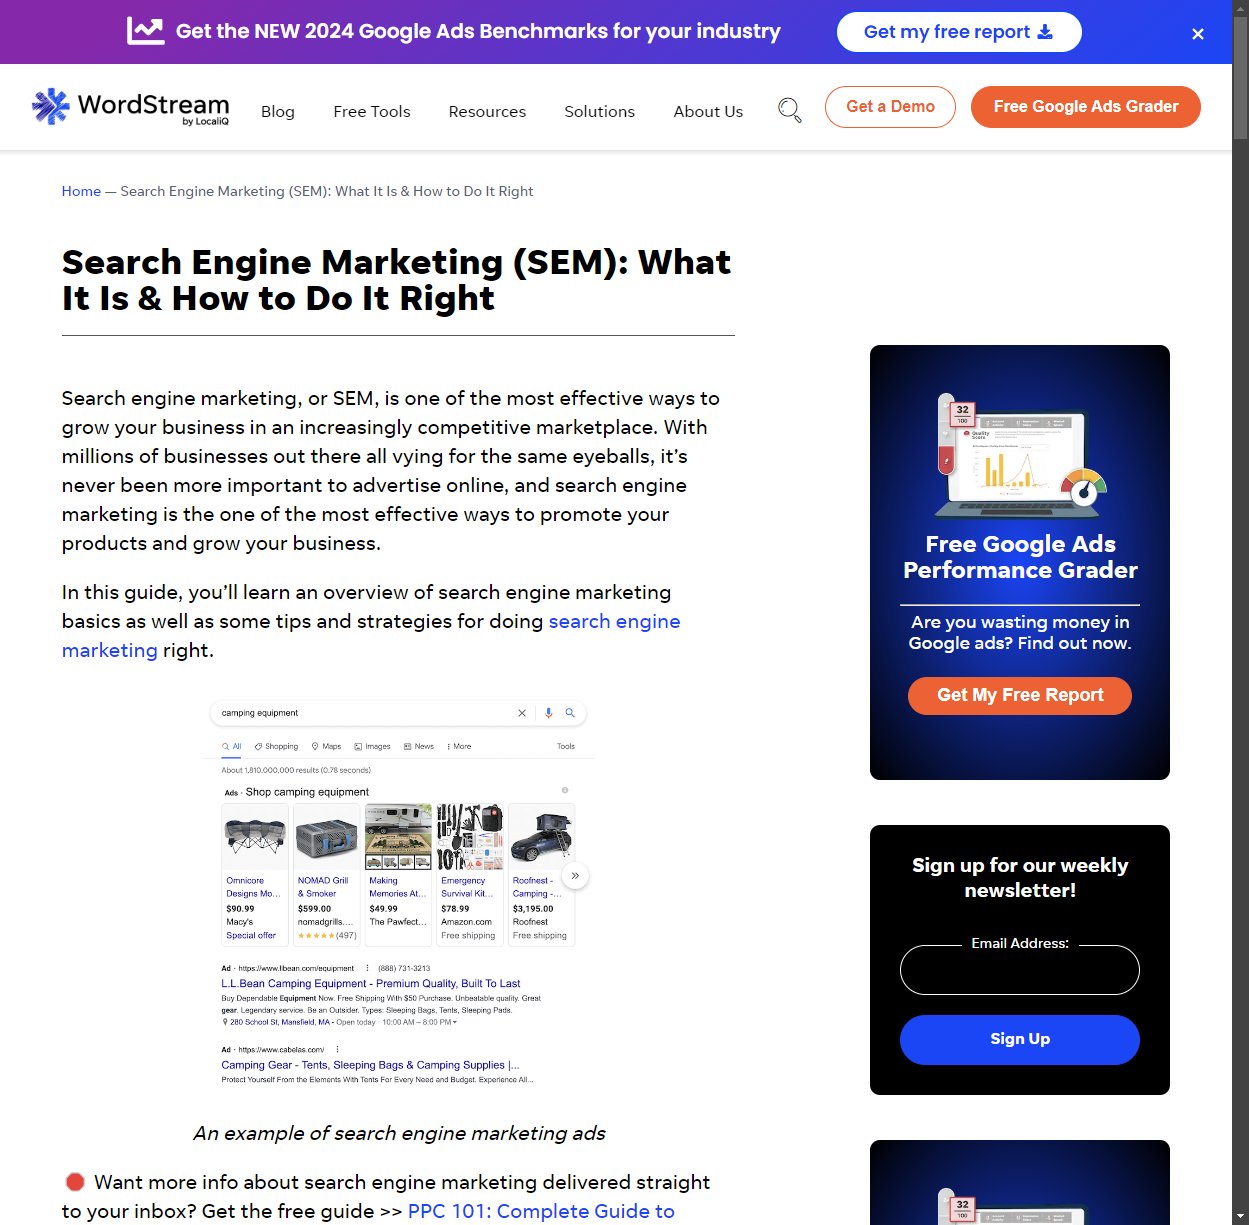 Get the NEW 2024 Google Ads Benchmarks for your industry
Get my free report
WordStream
by LocaliQ
Blog
Free Tools
Resources
Solutions
About Us
Get a Demo
Free Google Ads Grader
Home — Search Engine Marketing (SEM): What It Is & How to Do It Right
Search Engine Marketing (SEM): What
It Is & How to Do It Right
Search engine marketing, or SEM, is one of the most effective ways to
grow your business in an increasingly competitive marketplace. With
millions of businesses out there all vying for the same eyeballs, it’s
never been more important to advertise online, and search engine
marketing is the one of the most effective ways to promote your
products and grow your business.
In this guide, you’ll learn an overview of search engine marketing
basics as well as some tips and strategies for doing search engine
marketing right.
camping equipment
All
Shopping
Maps
Images
News
More
Tools
About 1,810,000,000 results (0.78 seconds)
Ads · Shop camping equipment
Omnicore
Designs Mo...
$90.99
Macy's
Special offer
NOMAD Grill
& Smoker
$599.00
nomadgrills....
(497)
Making
Memories At...
$49.99
The Pawfect...
Emergency
Survival Kit...
$78.99
Amazon.com
Free shipping
Roofnest -
Camping -...
$3,195.00
Roofnest
Free shipping
Ad · https://www.llbean.com/equipment (888) 731-3213
L.L.Bean Camping Equipment - Premium Quality, Built To Last
Buy Dependable Equipment Now. Free Shipping With $50 Purchase. Unbeatable quality. Great
gear. Legendary service. Be an Outsider. Types: Sleeping Bags, Tents, Sleeping Pads.
280 School St, Mansfield, MA - Open today · 10:00 AM – 8:00 PM
Ad · https://www.cabelas.com/
Camping Gear - Tents, Sleeping Bags & Camping Supplies |...
Protect Yourself From the Elements With Tents For Every Need and Budget. Experience All...
An example of search engine marketing ads
Want more info about search engine marketing delivered straight
to your inbox? Get the free guide >> PPC 101: Complete Guide to
32
100
Quality
Score
Free Google Ads
Performance Grader
Are you wasting money in
Google ads? Find out now.
Get My Free Report
Sign up for our weekly
newsletter!
Email Address:
Sign Up
32
100